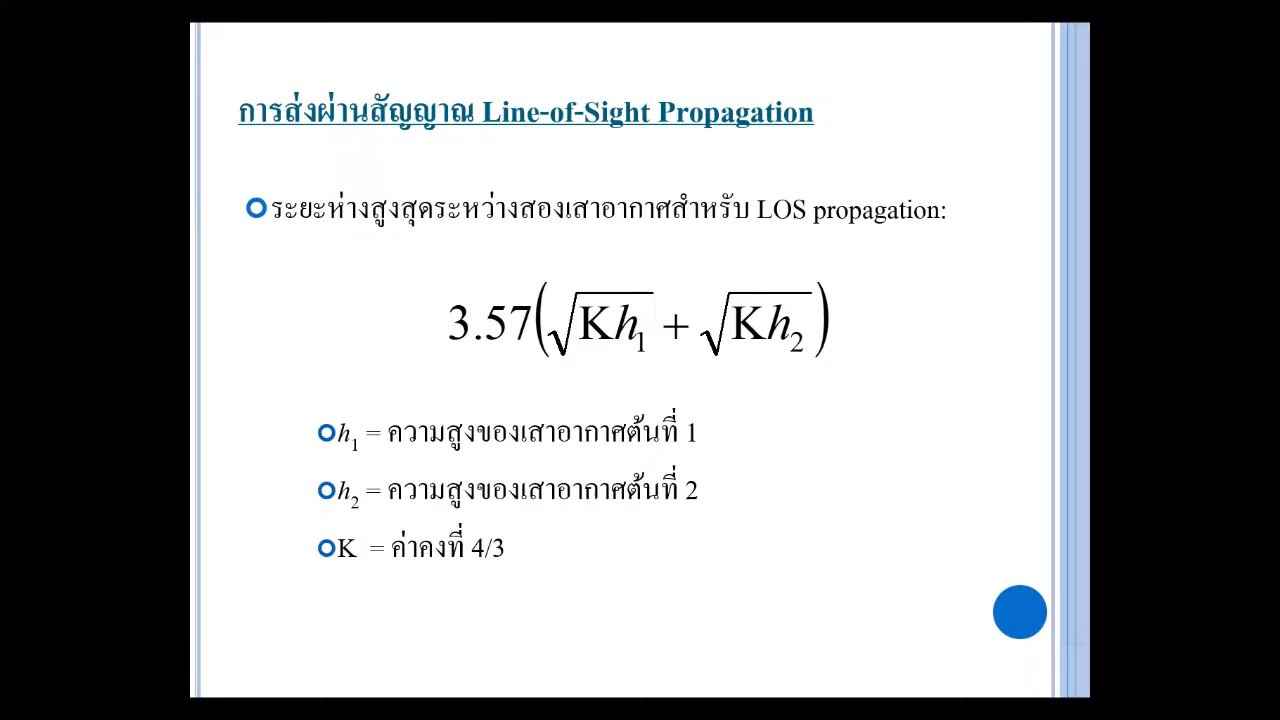 การส่งผ่านสัญญาณ Line-of-Sight Propagation
ระยะห่างสูงสุดระหว่างสองเสาอากาศสำหรับ LOS propagation:
3.57(√Kh₁ + √Kh₂)
h₁ = ความสูงของเสาอากาศต้นที่ 1
h₂ = ความสูงของเสาอากาศต้นที่ 2
K = ค่าคงที่ 4/3